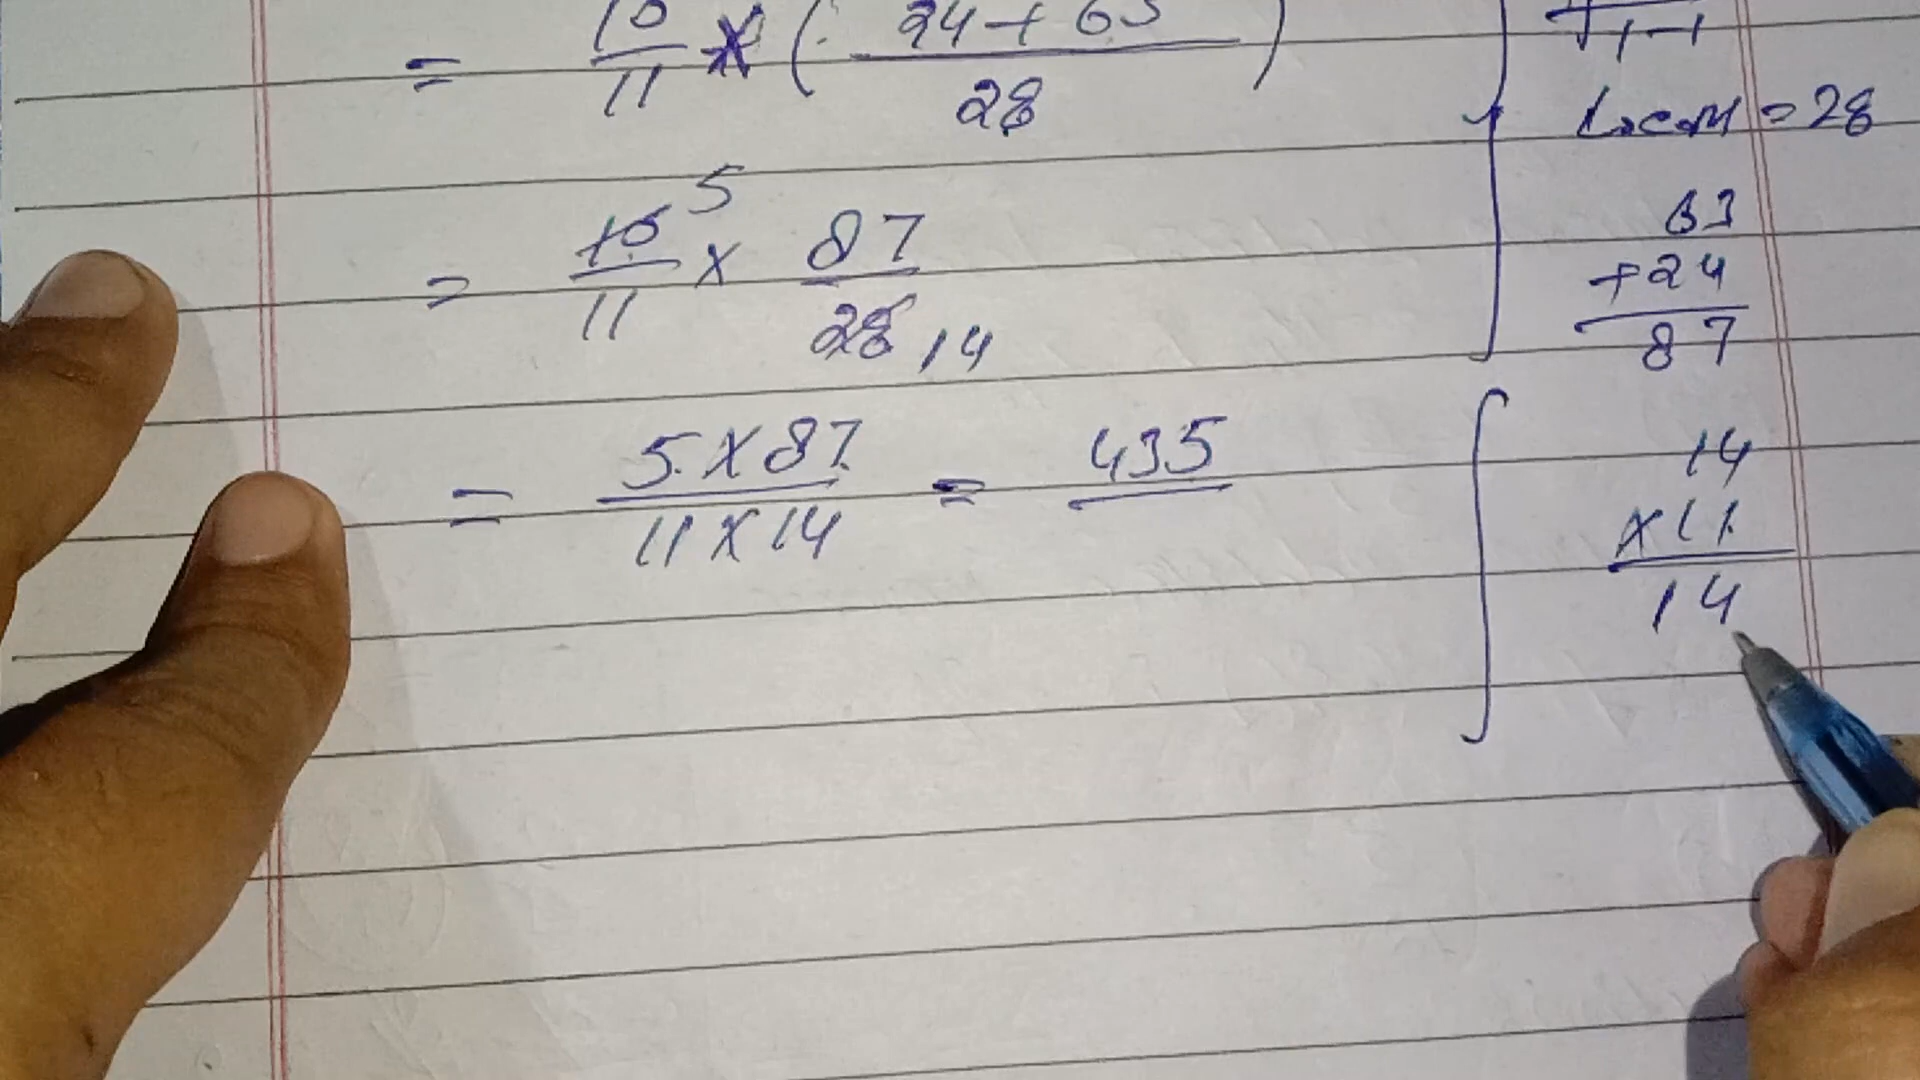 = 10/11 × (24+63/28)
= 10/11 × 87/28 5 14
= 5×87/11×14 = 435
L.C.M = 28
63
+24
87
14
×11
14